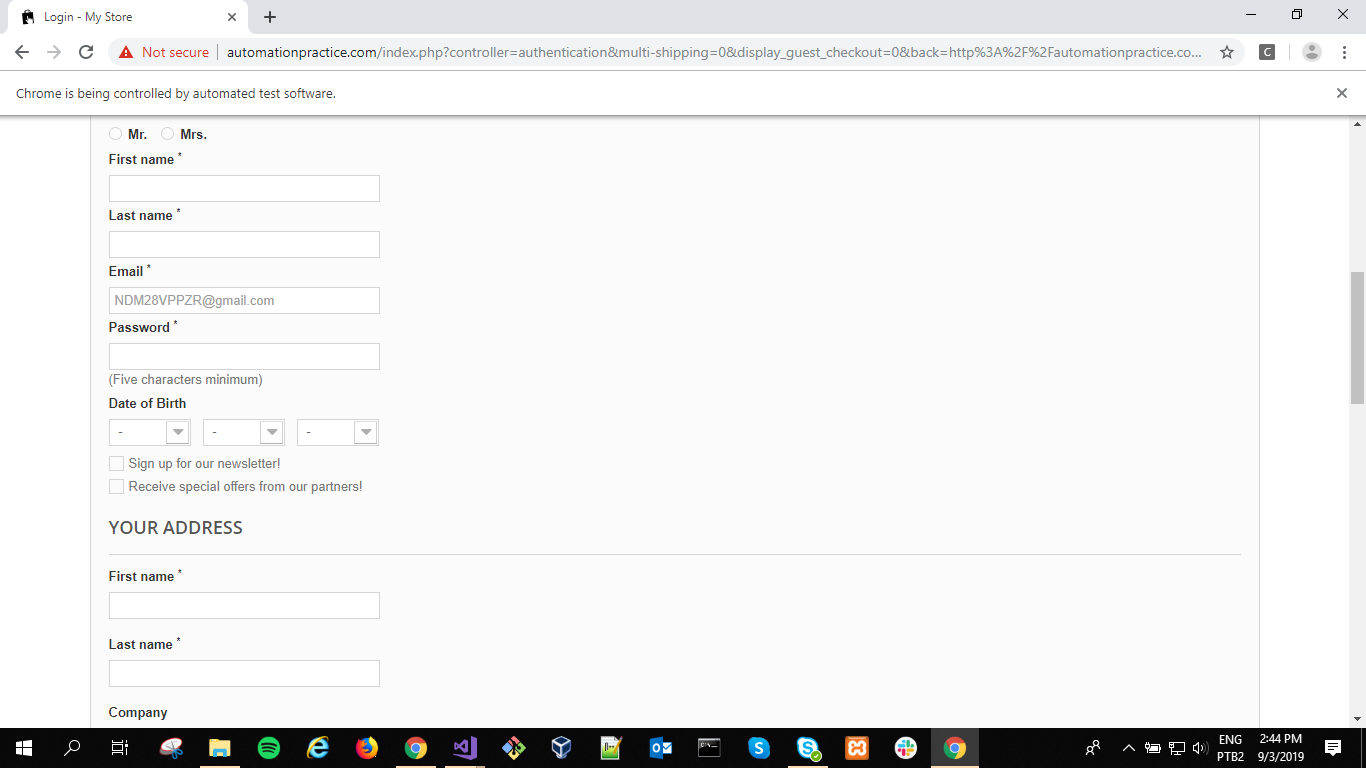 Login - My Store
Not secure automationpractice.com/index.php?controller=authentication&multi-shipping=0&display_guest_checkout=0&back=http%3A%2F%2Fautomationpractice.co...
C
Chrome is being controlled by automated test software.
Mr. Mrs.
First name *
Last name *
Email *
NDM28VPPZR@gmail.com
Password *
(Five characters minimum)
Date of Birth
- - -
Sign up for our newsletter!
Receive special offers from our partners!
YOUR ADDRESS
First name *
Last name *
Company
ENG 2:44 PM
PTB2 9/3/2019